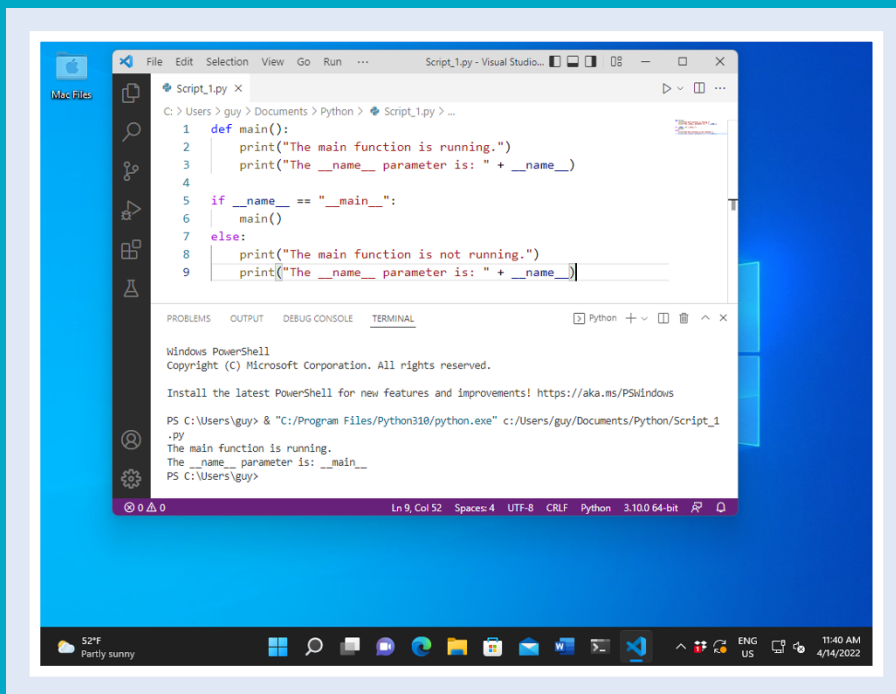 Mac Files
File Edit Selection View Go Run ··· Script_1.py - Visual Studio...
Script_1.py
C: > Users > guy > Documents > Python > Script_1.py > ...
1 def main():
2     print("The main function is running.")
3     print("The __name__ parameter is: " + __name__)
4
5 if __name__ == "__main__":
6     main()
7 else:
8     print("The main function is not running.")
9     print("The __name__ parameter is: " + __name__)
PROBLEMS OUTPUT DEBUG CONSOLE TERMINAL Python
Windows PowerShell
Copyright (C) Microsoft Corporation. All rights reserved.
Install the latest PowerShell for new features and improvements! https://aka.ms/PSWindows
PS C:\Users\guy> & "C:/Program Files/Python310/python.exe" c:/Users/guy/Documents/Python/Script_1
.py
The main function is running.
The __name__ parameter is: __main__
PS C:\Users\guy>
0 0 Ln 9, Col 52 Spaces: 4 UTF-8 CRLF Python 3.10.0 64-bit
52°F
Partly sunny
ENG
US
11:40 AM
4/14/2022